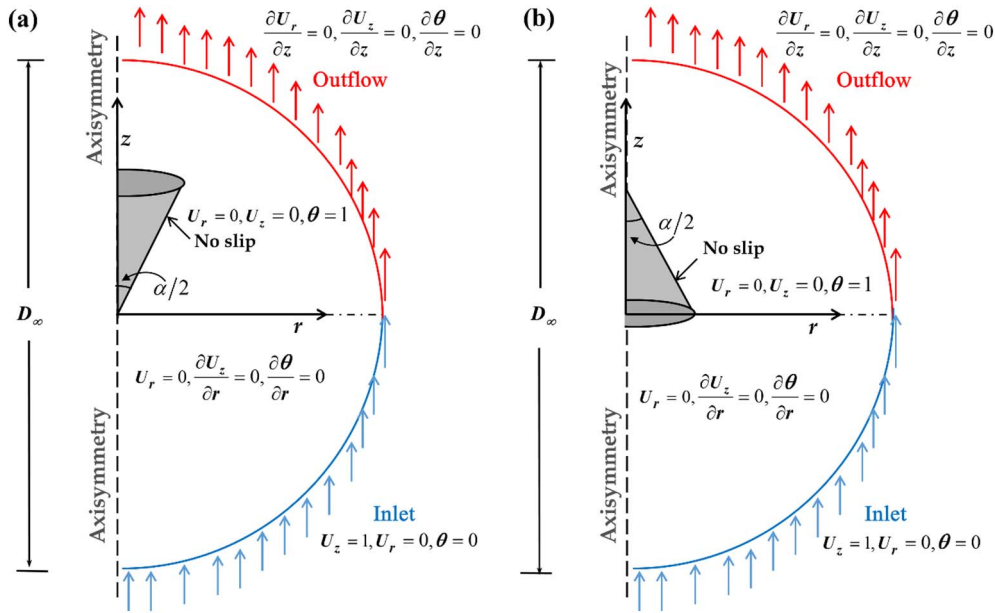 (a)
∂U_r/∂z = 0, ∂U_z/∂z = 0, ∂θ/∂z = 0
Outflow
Axisymmetry
z
U_r = 0, U_z = 0, θ = 1
No slip
α/2
D_∞
r
U_r = 0, ∂U_z/∂r = 0, ∂θ/∂r = 0
Axisymmetry
Inlet
U_z = 1, U_r = 0, θ = 0
(b)
∂U_r/∂z = 0, ∂U_z/∂z = 0, ∂θ/∂z = 0
Outflow
Axisymmetry
z
α/2
No slip
U_r = 0, U_z = 0, θ = 1
D_∞
r
U_r = 0, ∂U_z/∂r = 0, ∂θ/∂r = 0
Axisymmetry
Inlet
U_z = 1, U_r = 0, θ = 0